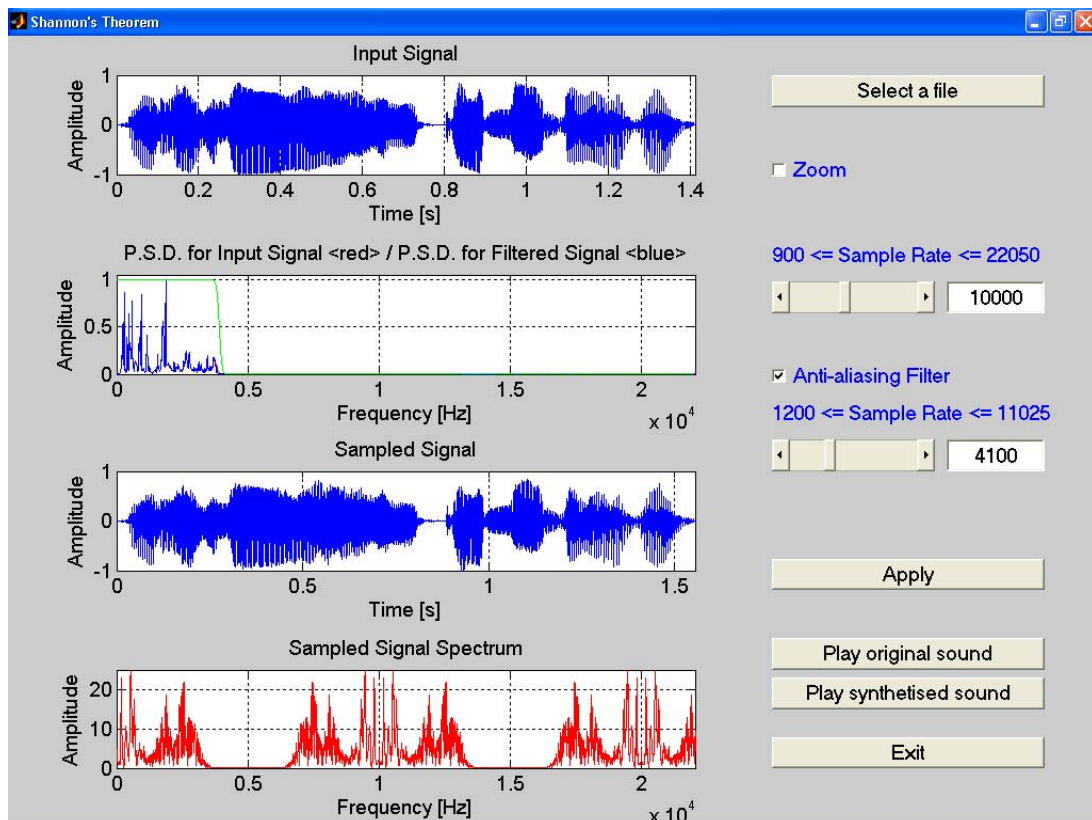 Shannon's Theorem
Input Signal
Amplitude
1
0
-1
0 0.2 0.4 0.6 0.8 1 1.2 1.4
Time [s]
Select a file
Zoom
P.S.D. for Input Signal <red> / P.S.D. for Filtered Signal <blue>
Amplitude
1
0.5
0
0 0.5 1 1.5 2
Frequency [Hz]
x 10^4
900 <= Sample Rate <= 22050
10000
Anti-aliasing Filter
1200 <= Sample Rate <= 11025
4100
Sampled Signal
Amplitude
1
0
-1
0 0.5 1 1.5
Time [s]
Apply
Sampled Signal Spectrum
Amplitude
20
10
0
0 0.5 1 1.5 2
Frequency [Hz]
x 10^4
Play original sound
Play synthetised sound
Exit